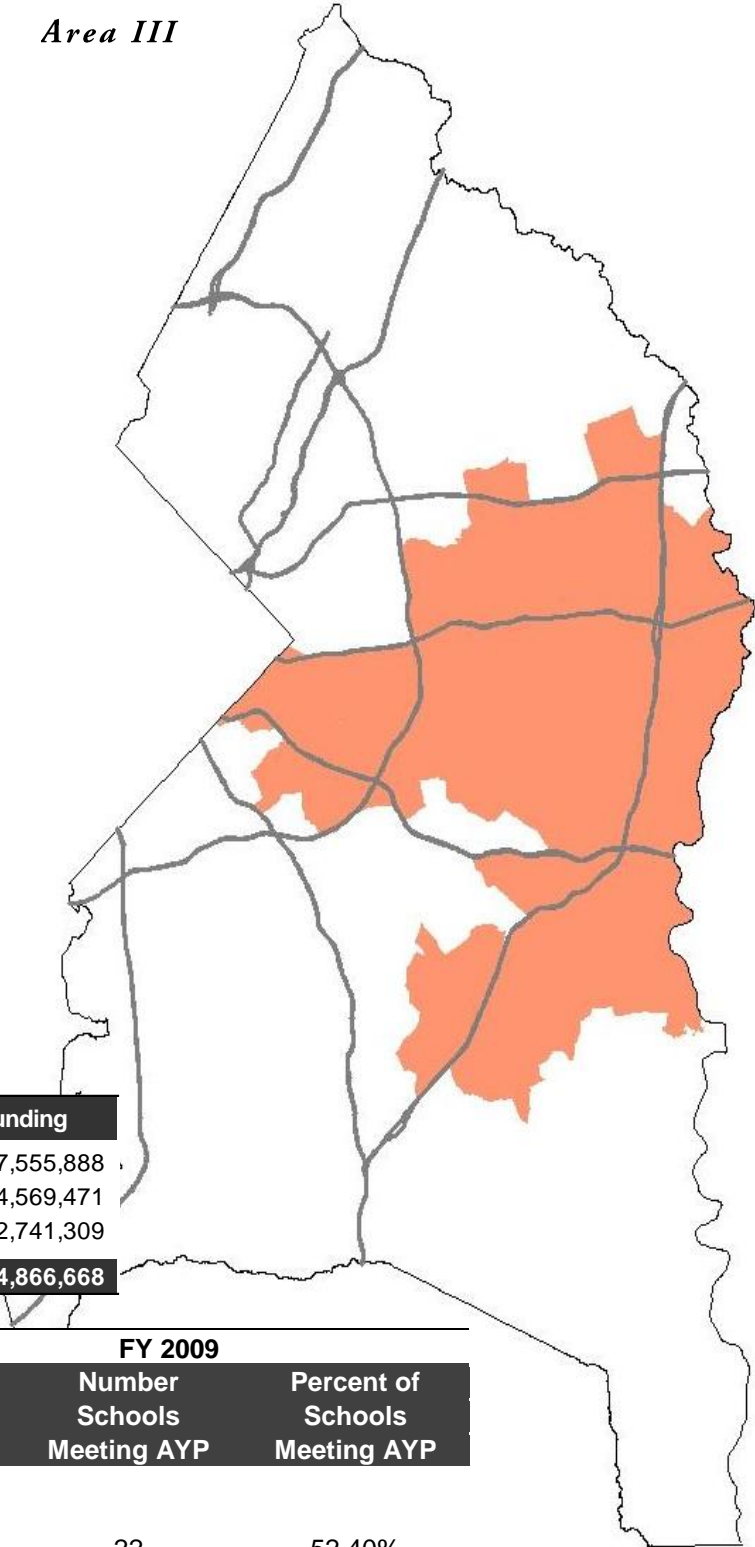 Area III
7,555,888
4,569,471
2,741,309
4,866,668
FY 2009
Number Percent of
Schools Schools
Meeting AYP Meeting AYP